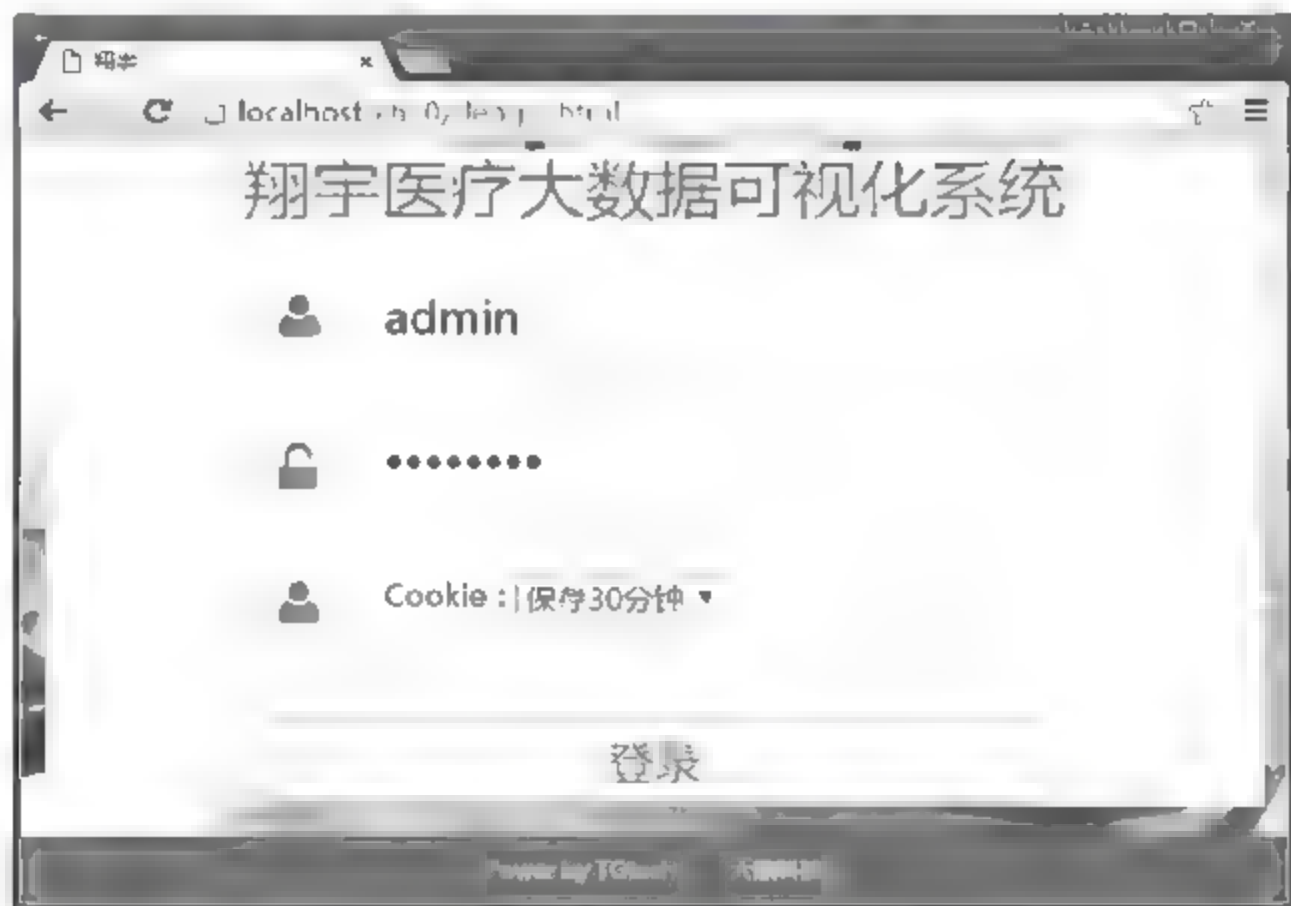 翔宇
localhost
翔宇医疗大数据可视化系统
admin
••••••••
Cookie : 保存30分钟 ▼
登录